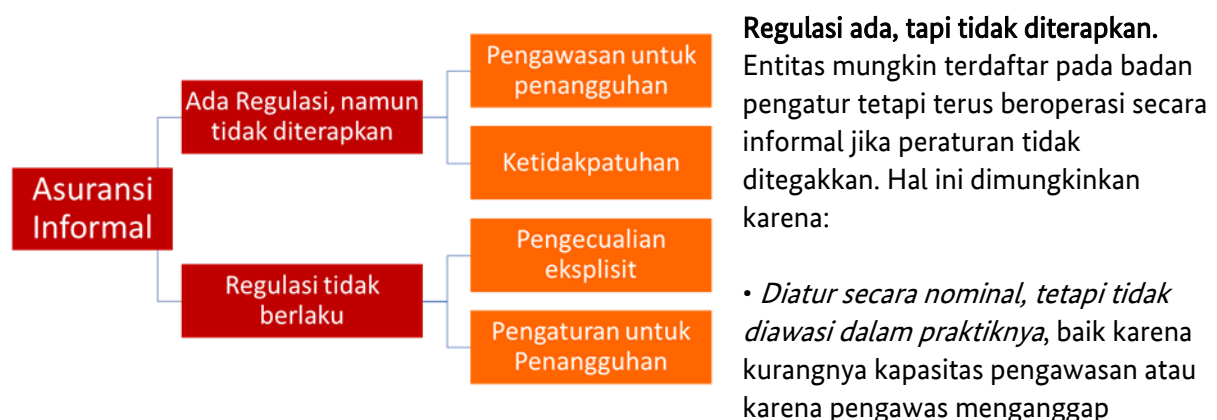 Asuransi
Informal
Ada Regulasi, namun
tidak diterapkan
Regulasi tidak
berlaku
Pengawasan untuk
penangguhan
Ketidakpatuhan
Pengecualian
eksplisit
Pengaturan untuk
Penangguhan
Regulasi ada, tapi tidak diterapkan.
Entitas mungkin terdaftar pada badan
pengatur tetapi terus beroperasi secara
informal jika peraturan tidak
ditegakkan. Hal ini dimungkinkan
karena:
• Diatur secara nominal, tetapi tidak
diawasi dalam praktiknya, baik karena
kurangnya kapasitas pengawasan atau
karena pengawas menganggap